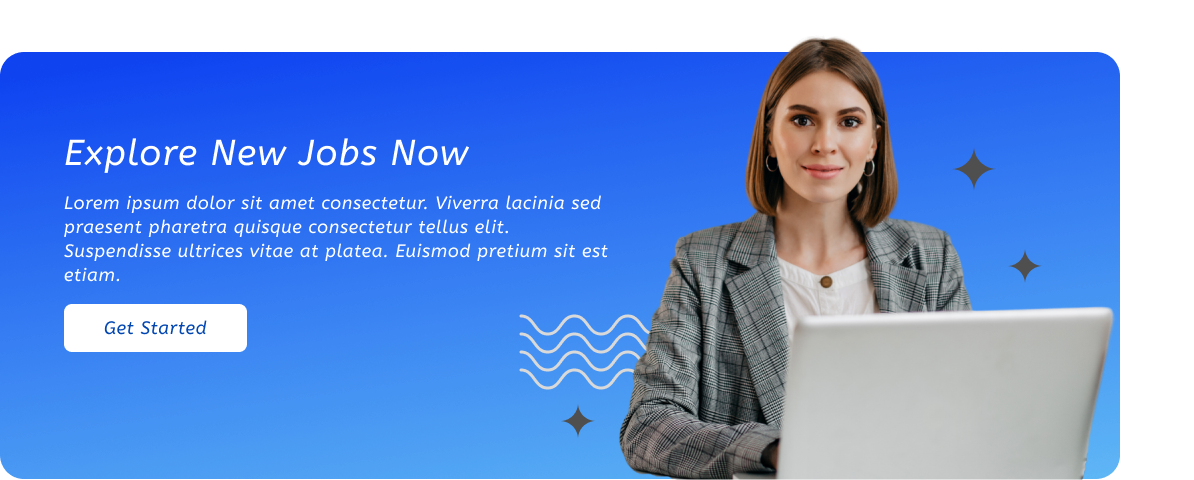 Explore New Jobs Now
Lorem ipsum dolor sit amet consectetur. Viverra lacinia sed
praesent pharetra quisque consectetur tellus elit.
Suspendisse ultrices vitae at platea. Euismod pretium sit est
etiam.
Get Started